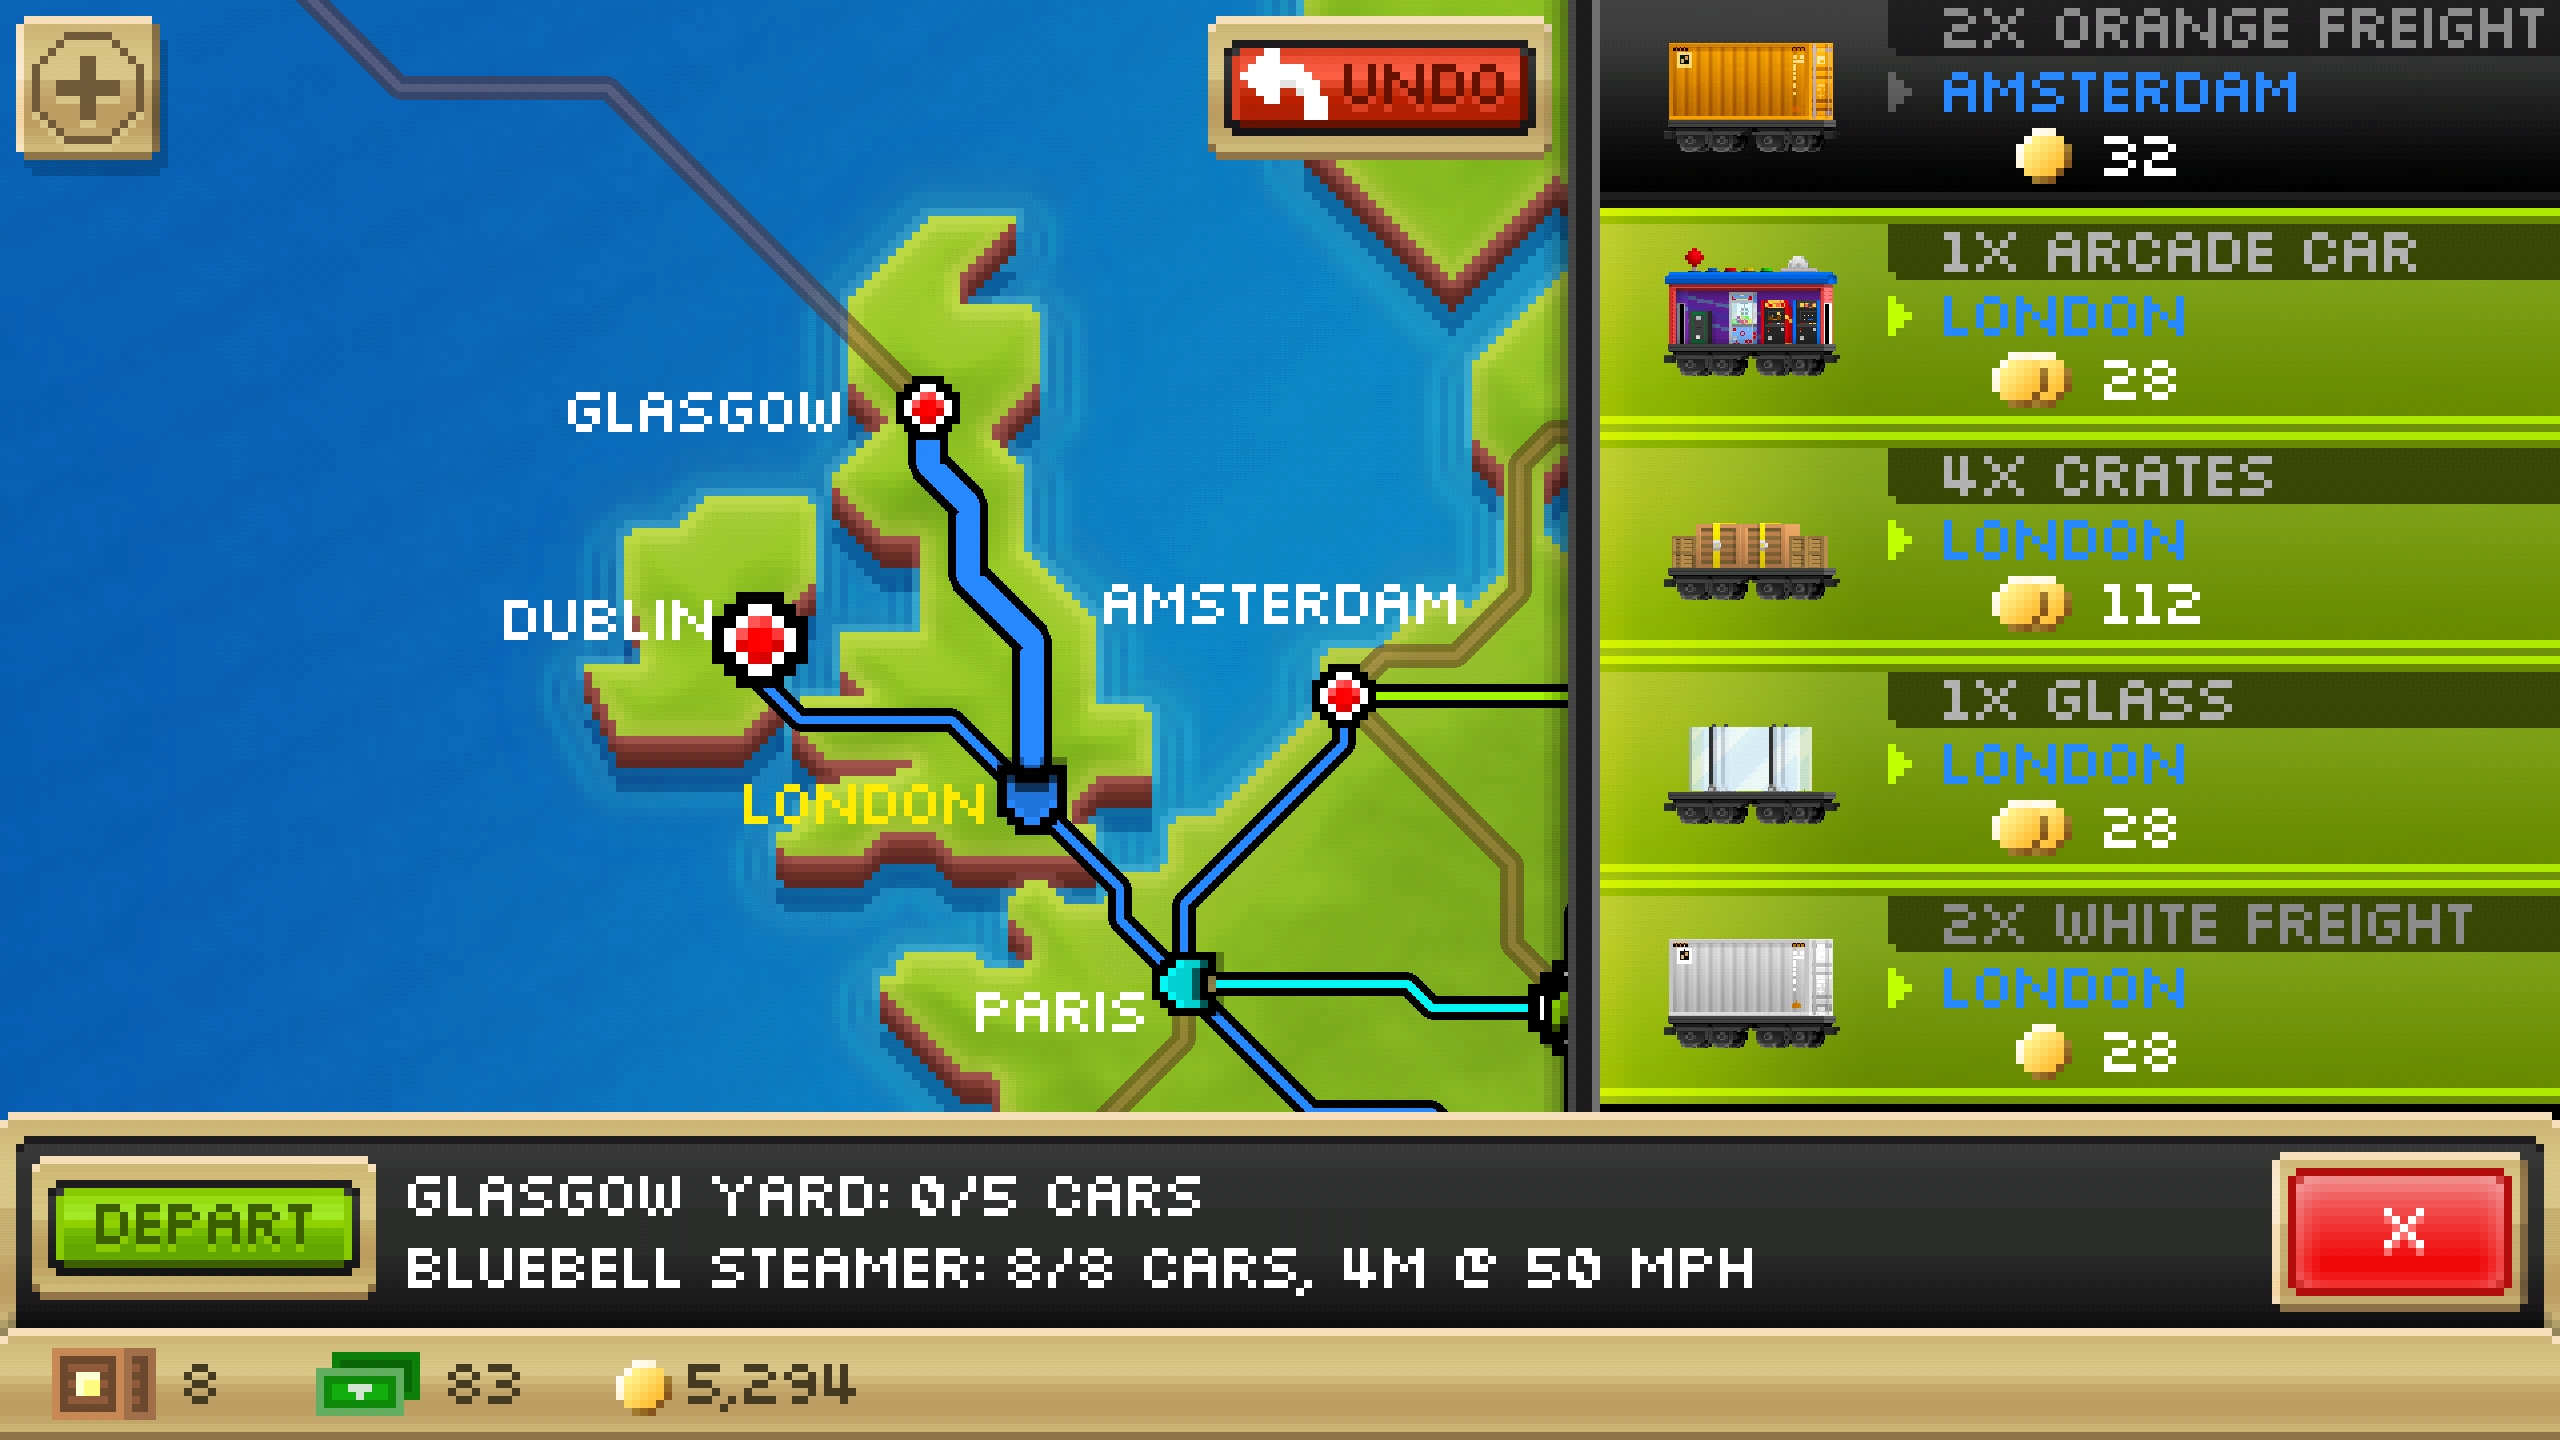 UNDO
GLASGOW
DUBLIN
AMSTERDAM
LONDON
PARIS
2X ORANGE FREIGHT
AMSTERDAM
32
1X ARCADE CAR
LONDON
28
4X CRATES
LONDON
112
1X GLASS
LONDON
28
2X WHITE FREIGHT
LONDON
28
DEPART
GLASGOW YARD: 0/5 CARS
BLUEBELL STEAMER: 8/8 CARS, 4M @ 50 MPH
X
8
83
5,294